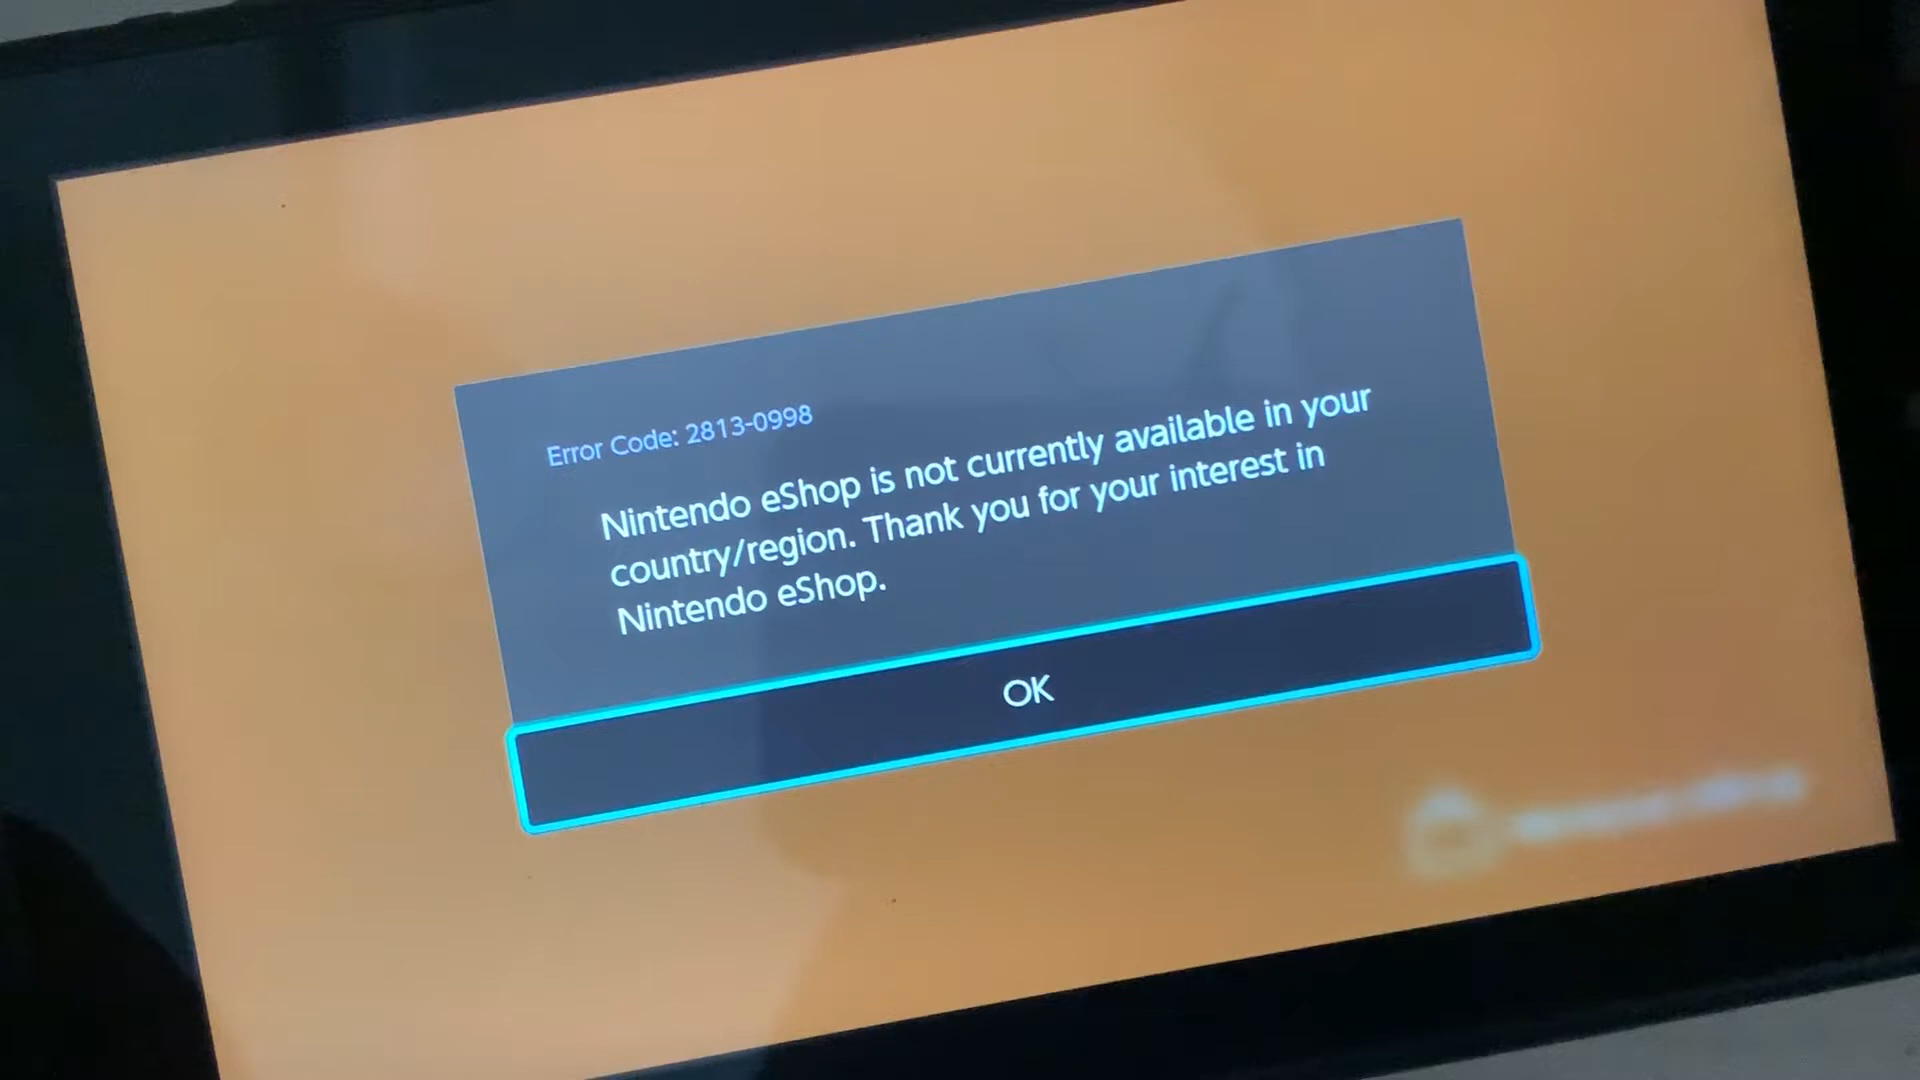 Error Code: 2813-0998
Nintendo eShop is not currently available in your
country/region. Thank you for your interest in
Nintendo eShop.
OK